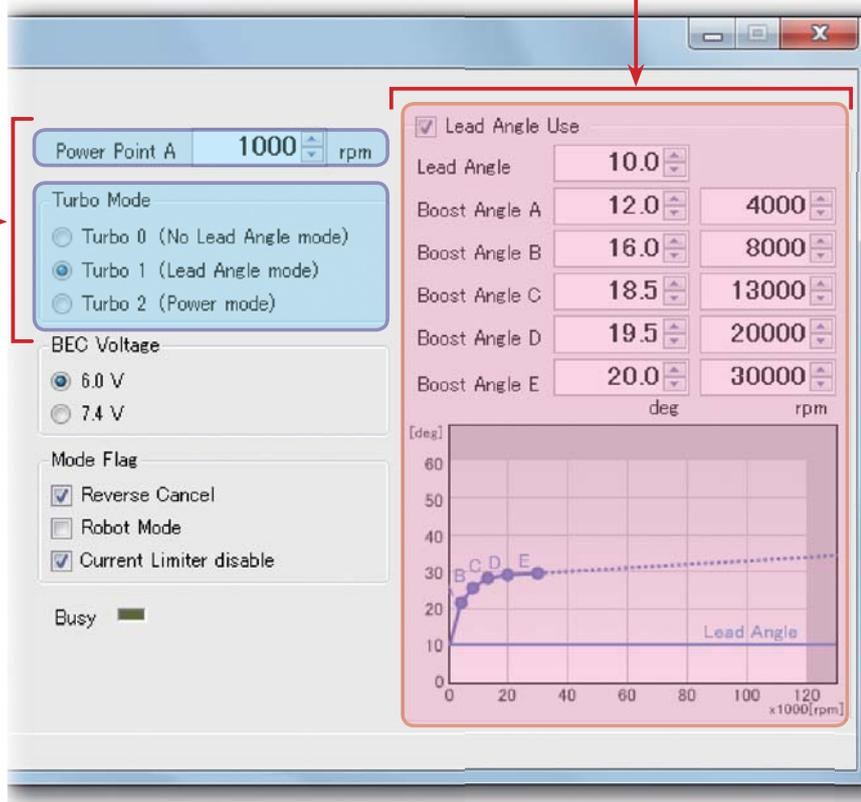 Power Point A 1000 rpm
Turbo Mode
Turbo 0 (No Lead Angle mode)
Turbo 1 (Lead Angle mode)
Turbo 2 (Power mode)
BEC Voltage
6.0 V
7.4 V
Mode Flag
Reverse Cancel
Robot Mode
Current Limiter disable
Busy
Lead Angle Use
Lead Angle 10.0
Boost Angle A 12.0 4000
Boost Angle B 16.0 8000
Boost Angle C 18.5 13000
Boost Angle D 19.5 20000
Boost Angle E 20.0 30000
deg rpm
[deg]
60
50
40
30
20
10
0
B C D E
Lead Angle
0 20 40 60 80 100 120
x1000[rpm]